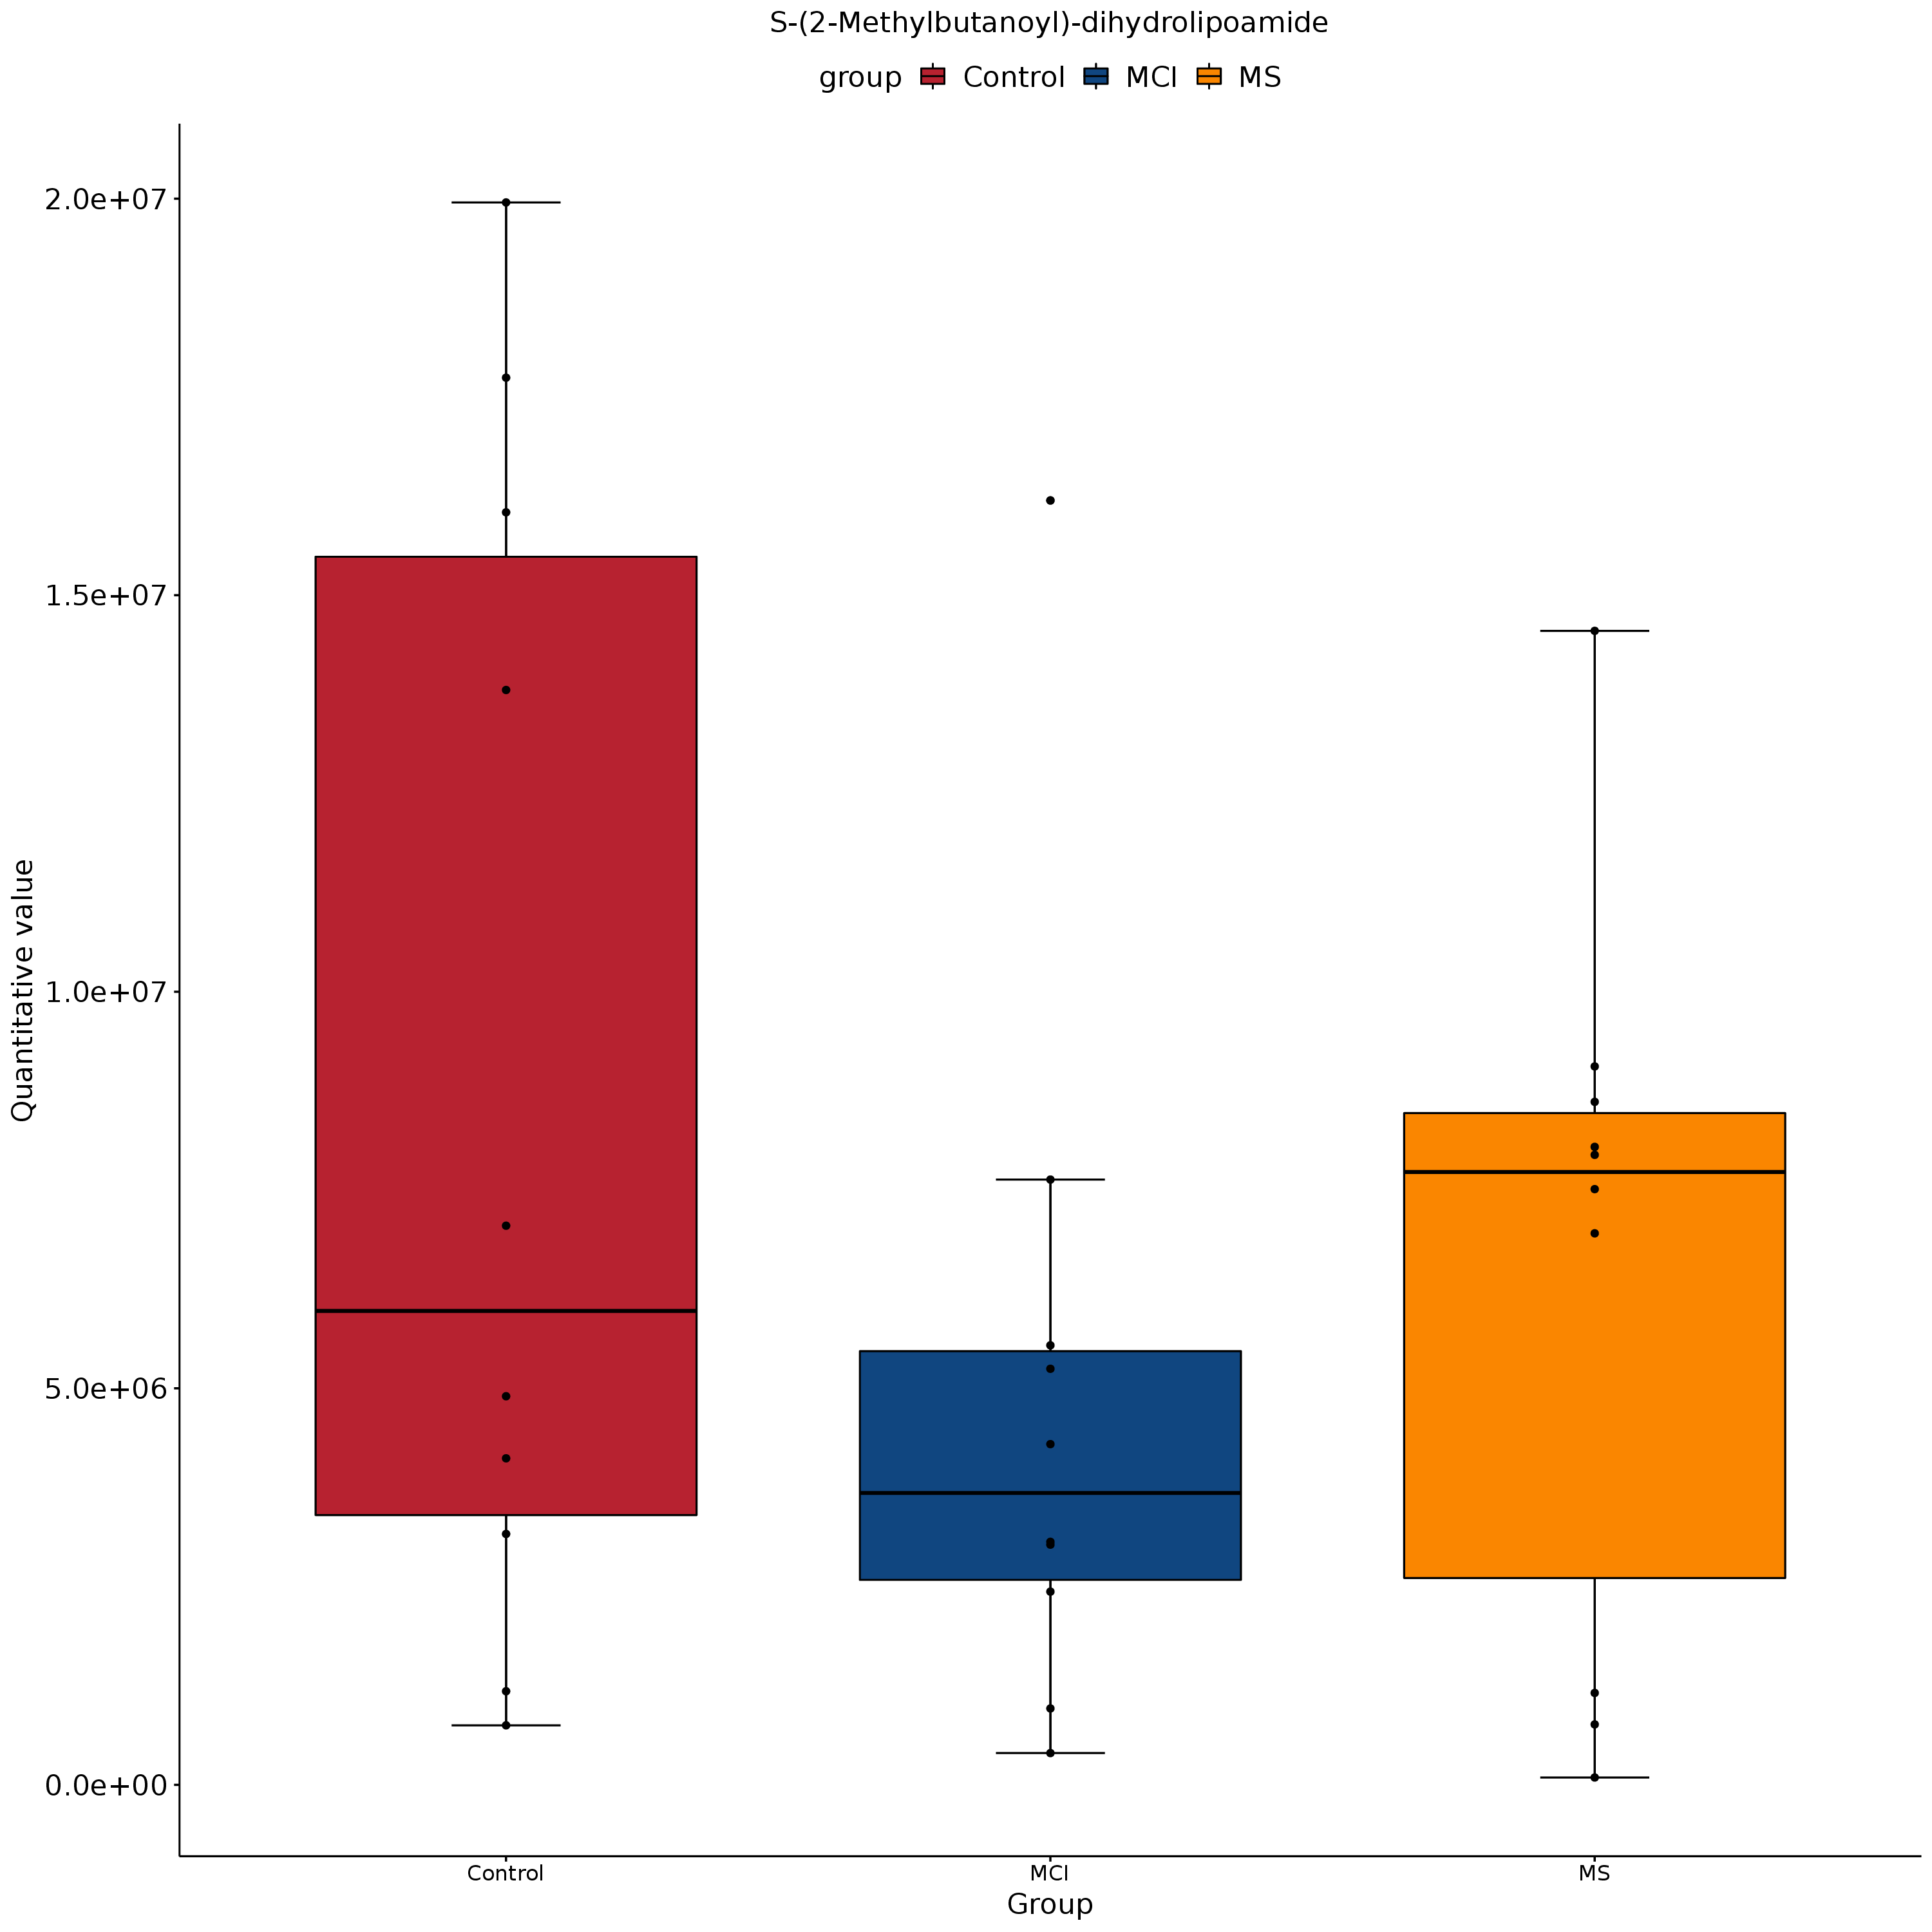 S-(2-Methylbutanoyl)-dihydrolipoamide
group Control MCI MS
2.0e+07
1.5e+07
1.0e+07
5.0e+06
0.0e+00
Quantitative value
Control MCI MS
Group